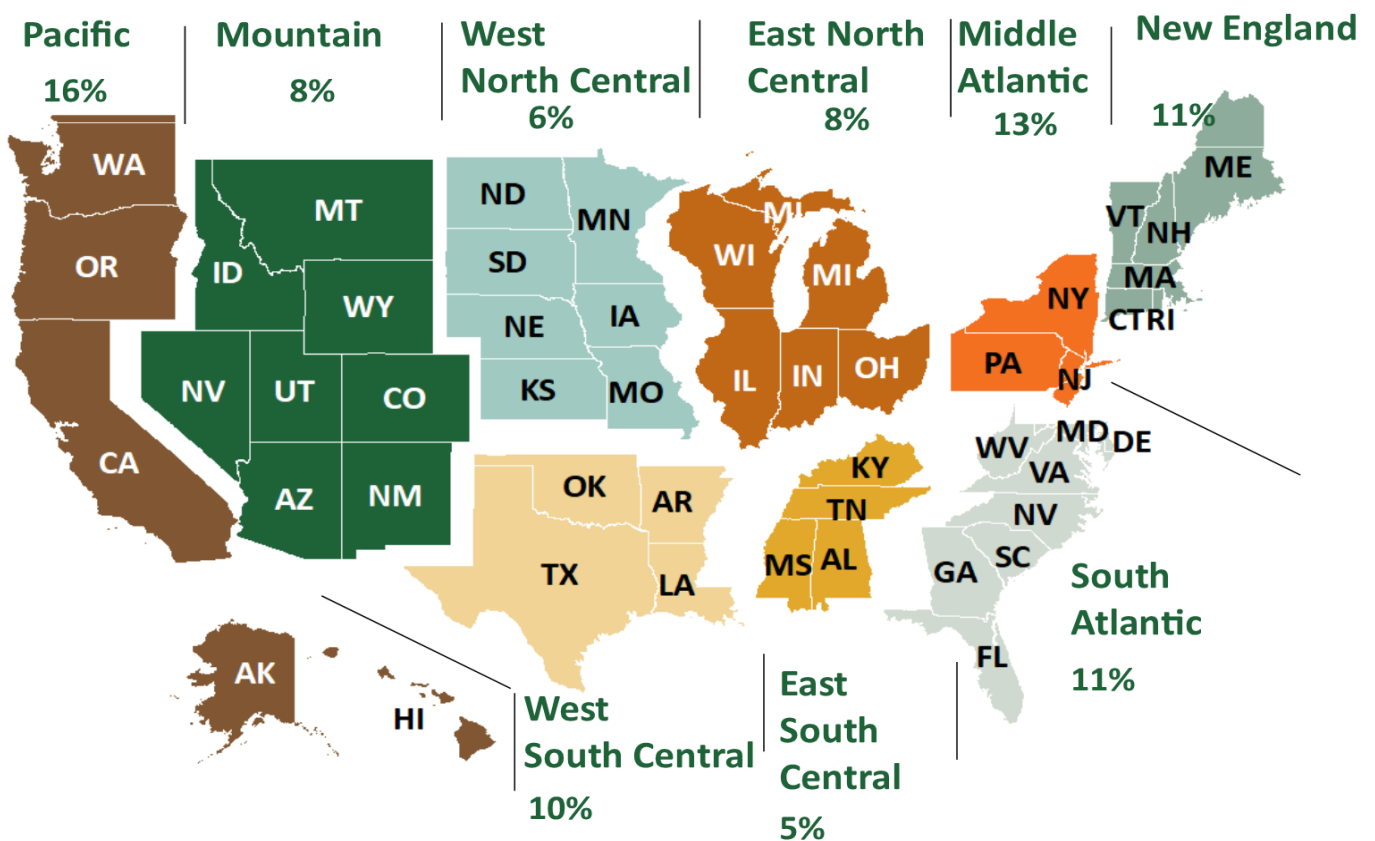 Pacific
16%
Mountain
8%
West
North Central
6%
East North
Central
8%
Middle
Atlantic
13%
New England
11%
WA
OR
CA
AK
HI
MT
ID
WY
NV
UT
CO
AZ
NM
ND
MN
SD
NE
IA
KS
MO
MI
WI
MI
IL
IN
OH
NY
PA
NJ
ME
VT
NH
MA
CT
RI
OK
AR
TX
LA
KY
TN
MS
AL
WV
MD
DE
VA
NV
SC
GA
FL
South
Atlantic
11%
West
South Central
10%
East
South
Central
5%